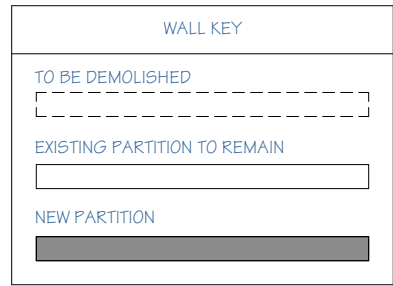 WALL KEY
TO BE DEMOLISHED
EXISTING PARTITION TO REMAIN
NEW PARTITION